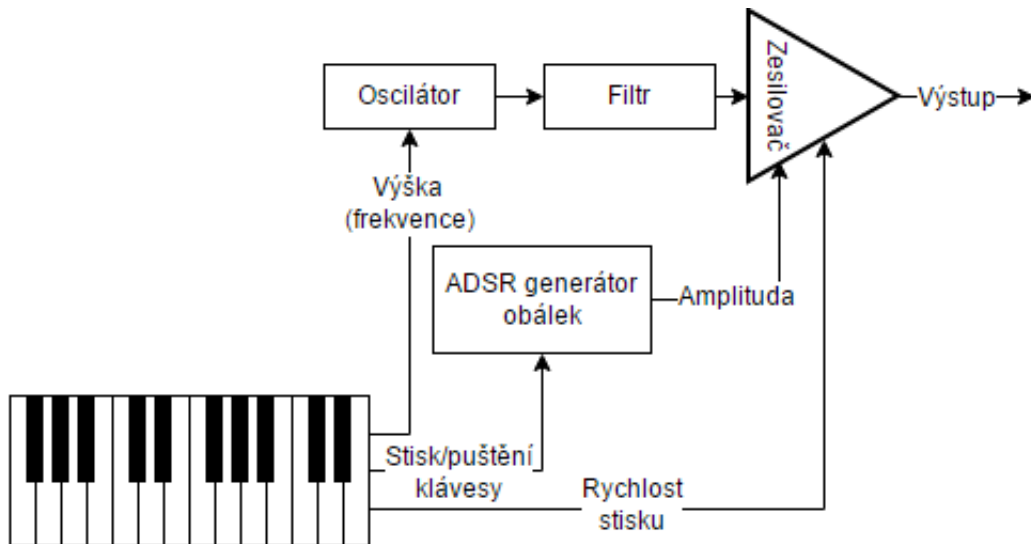 Oscilátor
Filtr
Zesilovač
Výstup
Výška
(frekvence)
ADSR generátor
obálek
Amplituda
Stisk/puštění
klávesy
Rychlost
stisku